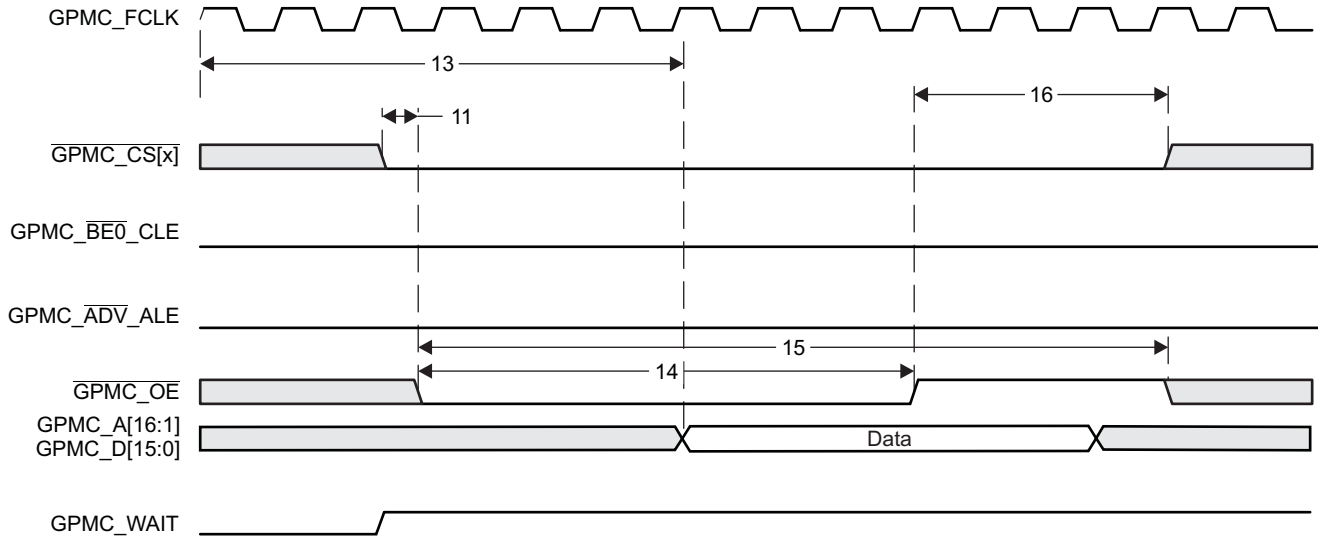 GPMC_FCLK
13
16
11
GPMC_CS[x]
GPMC_BE0_CLE
GPMC_ADV_ALE
15
14
GPMC_OE
GPMC_A[16:1]
GPMC_D[15:0]
Data
GPMC_WAIT